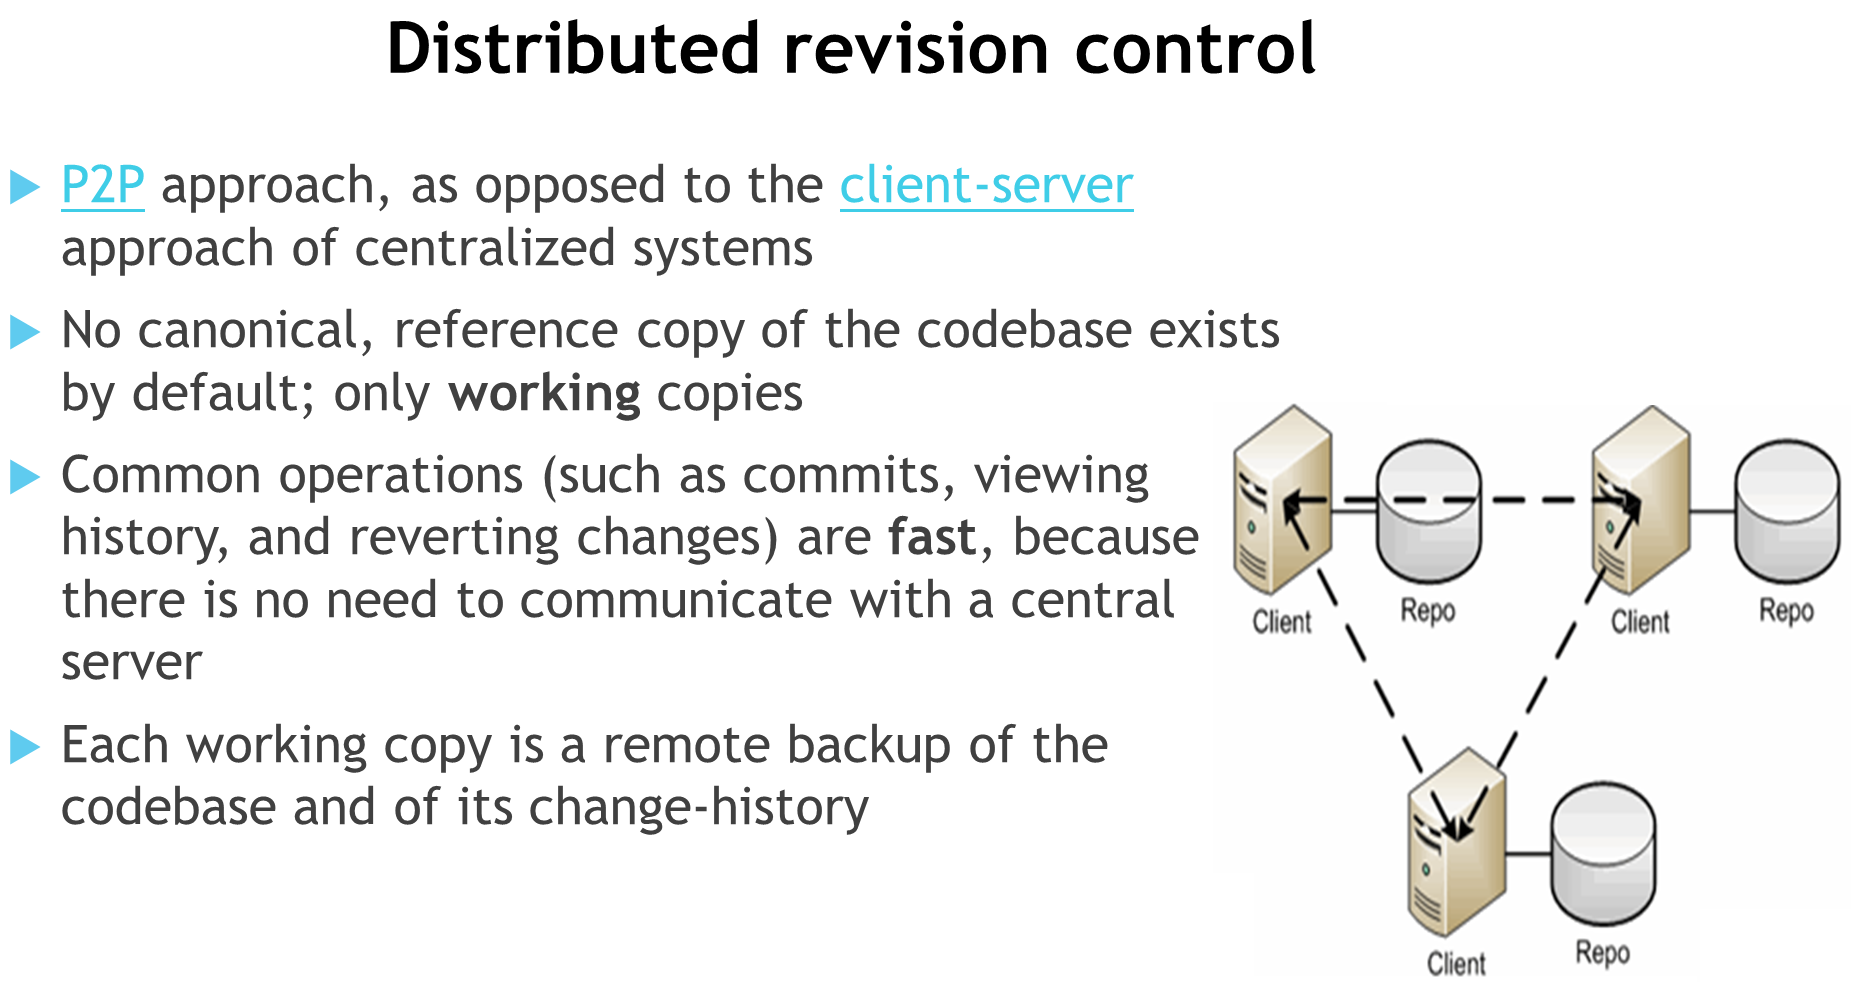 Distributed revision control
P2P approach, as opposed to the client-server
approach of centralized systems
No canonical, reference copy of the codebase exists
by default; only working copies
Common operations (such as commits, viewing
history, and reverting changes) are fast, because
there is no need to communicate with a central
server
Each working copy is a remote backup of the
codebase and of its change-history
Client
Repo
Client
Repo
Client
Repo